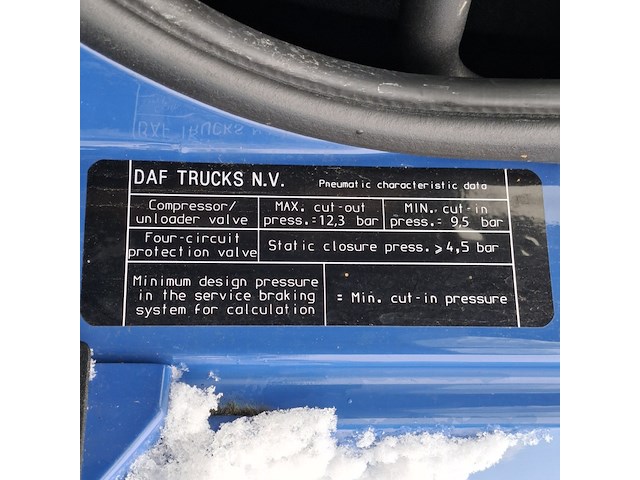 DAF TRUCKS N.V. Pneumatic characteristic data
Compressor/
unloader valve
MAX. cut-out
press.=12,3 bar
MIN. cut-in
press.= 9,5 bar
Four-circuit
protection valve
Static closure press.⩾4,5 bar
Minimum design pressure
in the service braking
system for calculation
= Min. cut-in pressure